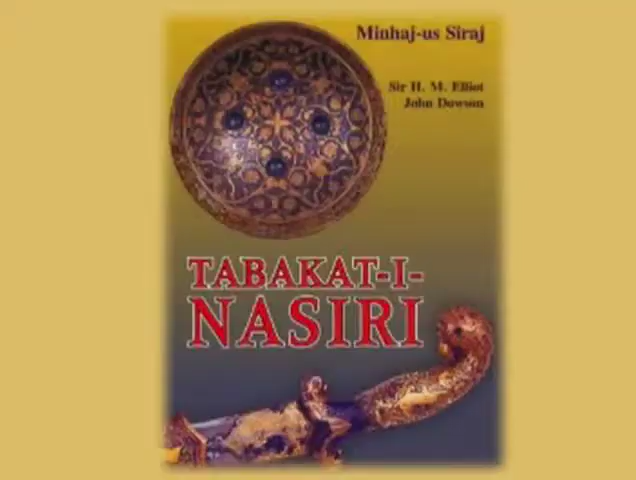 Minhaj-us Siraj
Sir H. M. Elliot
John Dowson
TABAKAT-I-
NASIRI